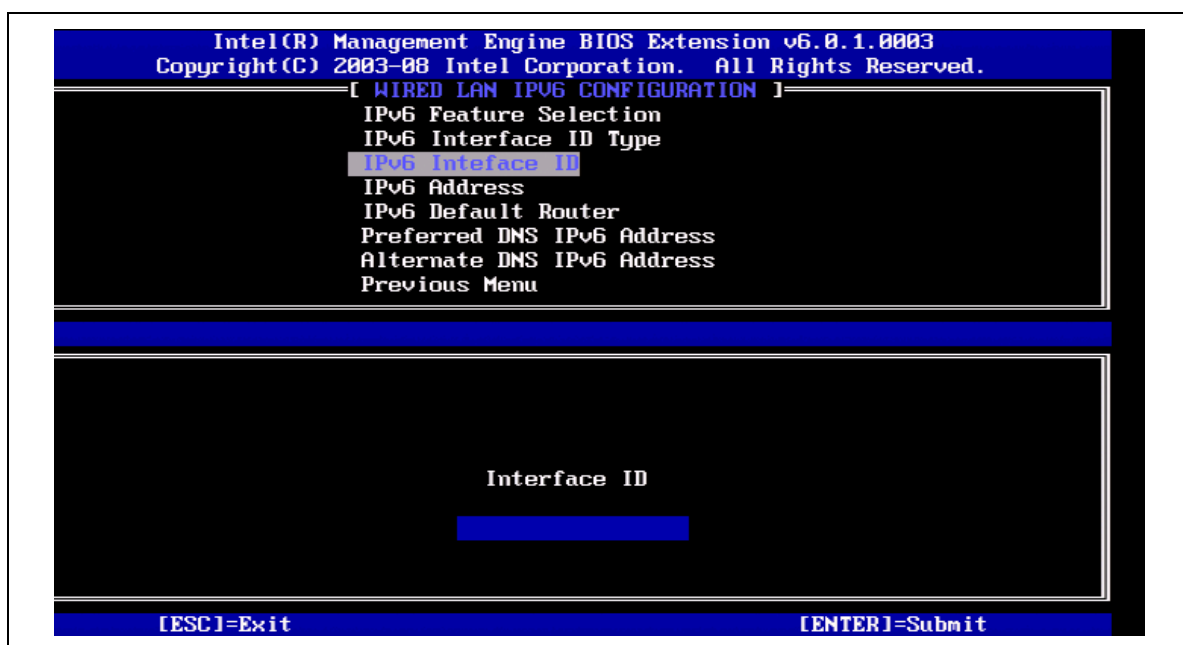 Intel(R) Management Engine BIOS Extension v6.0.1.0003
Copyright(C) 2003-08 Intel Corporation. All Rights Reserved.
[ WIRED LAN IPV6 CONFIGURATION ]
IPv6 Feature Selection
IPv6 Interface ID Type
IPv6 Inteface ID
IPv6 Address
IPv6 Default Router
Preferred DNS IPv6 Address
Alternate DNS IPv6 Address
Previous Menu
Interface ID
[ESC]=Exit [ENTER]=Submit